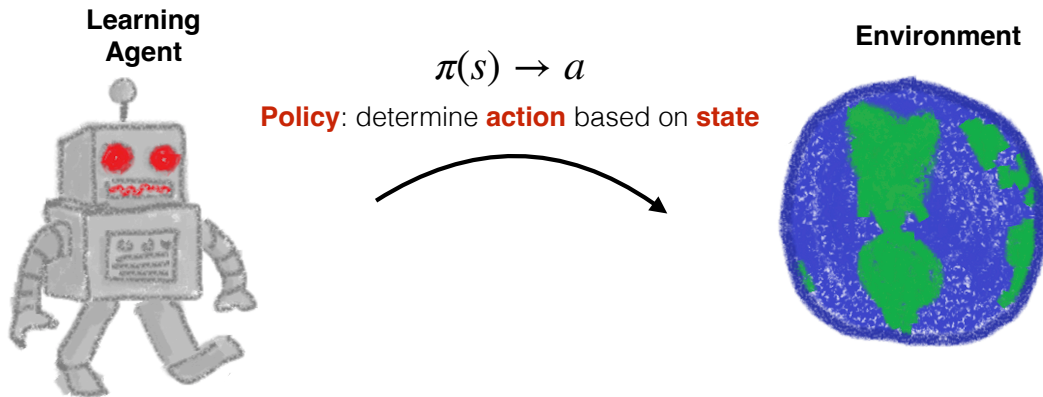 Learning
Agent
Environment
π(s) → a
Policy: determine action based on state